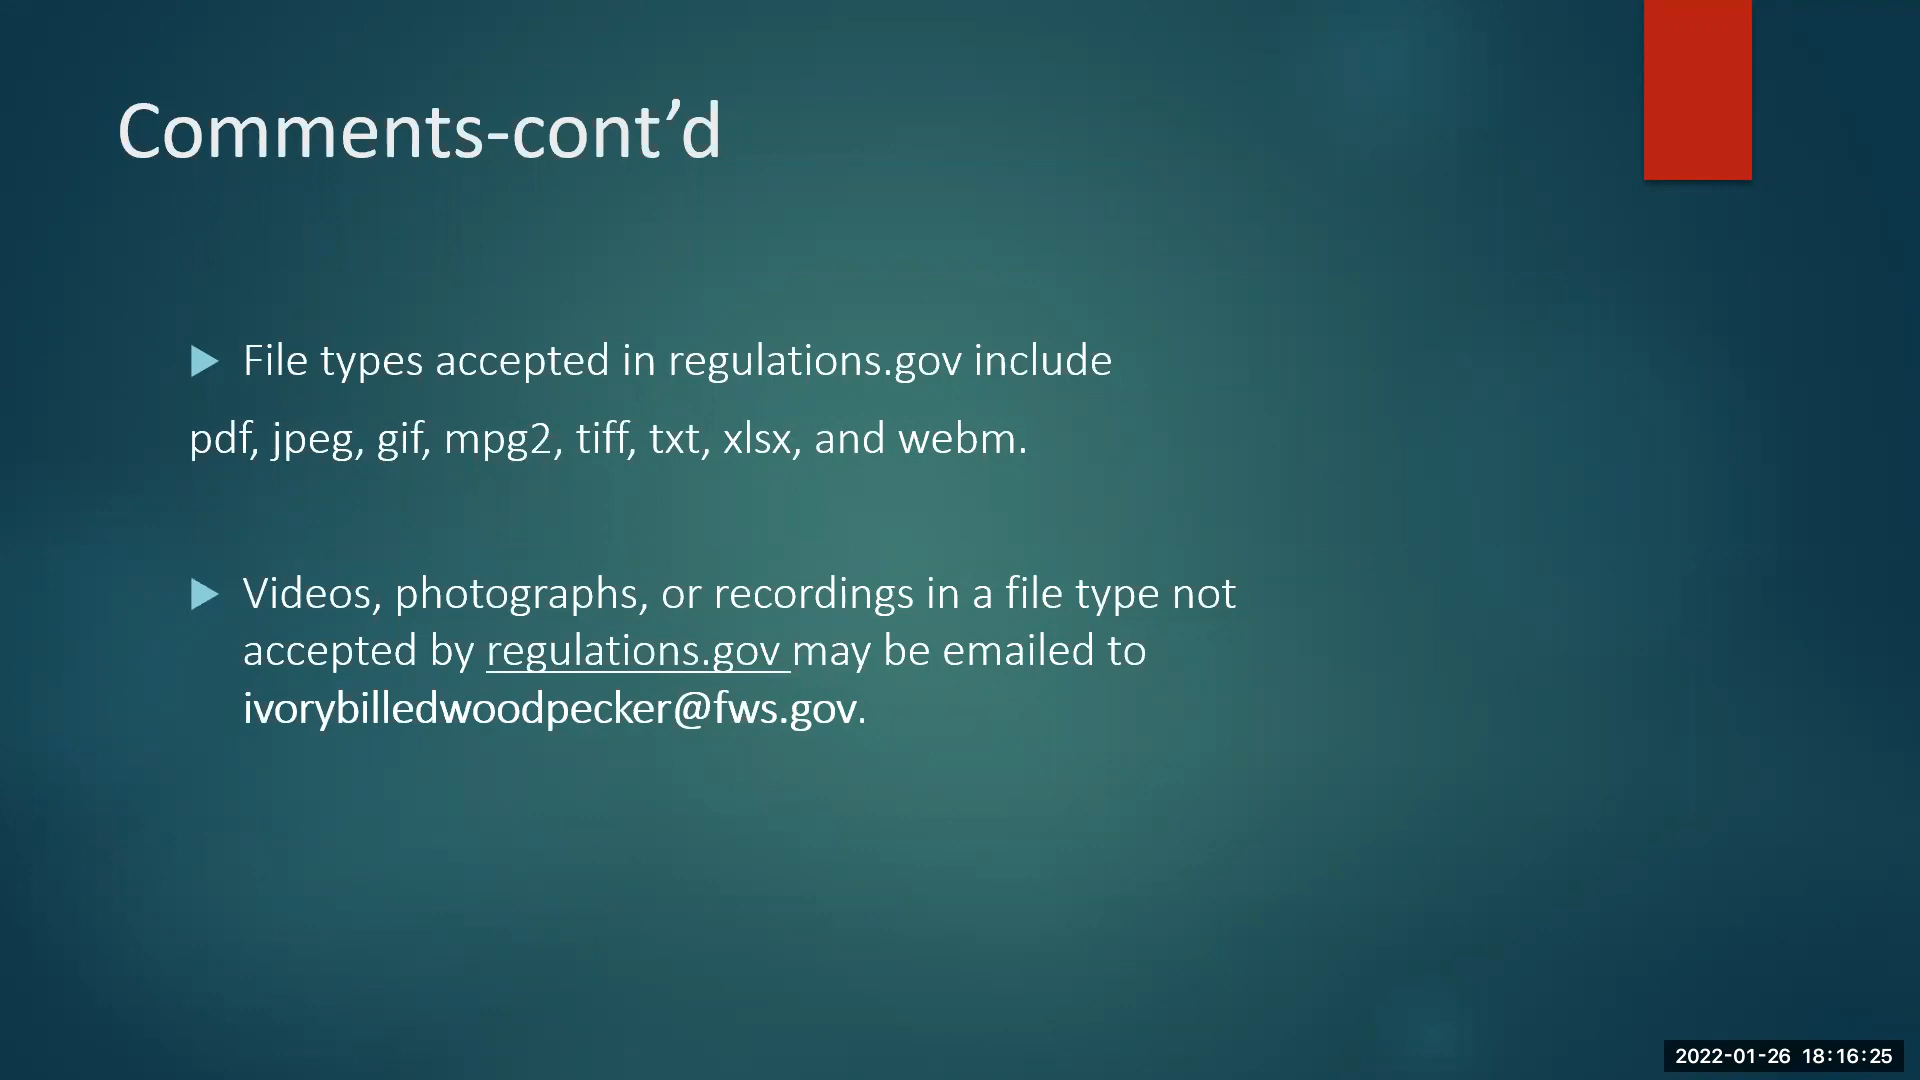 Comments-cont’d
File types accepted in regulations.gov include
pdf, jpeg, gif, mpg2, tiff, txt, xlsx, and webm.
Videos, photographs, or recordings in a file type not
accepted by regulations.gov may be emailed to
ivorybilledwoodpecker@fws.gov.
2022-01-26 18:16:25